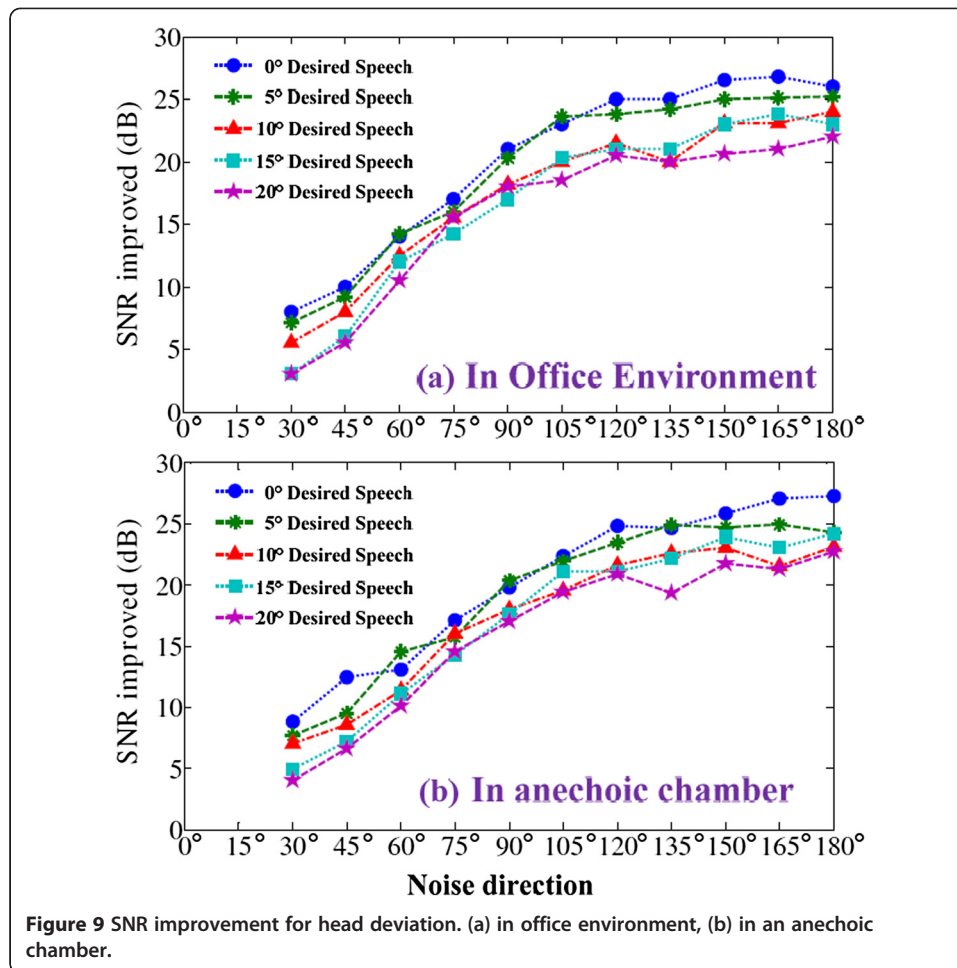 30
25
20
15
10
5
0
SNR improved (dB)
0° Desired Speech
5° Desired Speech
10° Desired Speech
15° Desired Speech
20° Desired Speech
(a) In Office Environment
0° 15° 30° 45° 60° 75° 90° 105° 120° 135° 150° 165° 180°
30
25
20
15
10
5
0
SNR improved (dB)
0° Desired Speech
5° Desired Speech
10° Desired Speech
15° Desired Speech
20° Desired Speech
(b) In anechoic chamber
0° 15° 30° 45° 60° 75° 90° 105° 120° 135° 150° 165° 180°
Noise direction
Figure 9 SNR improvement for head deviation. (a) in office environment, (b) in an anechoic
chamber.